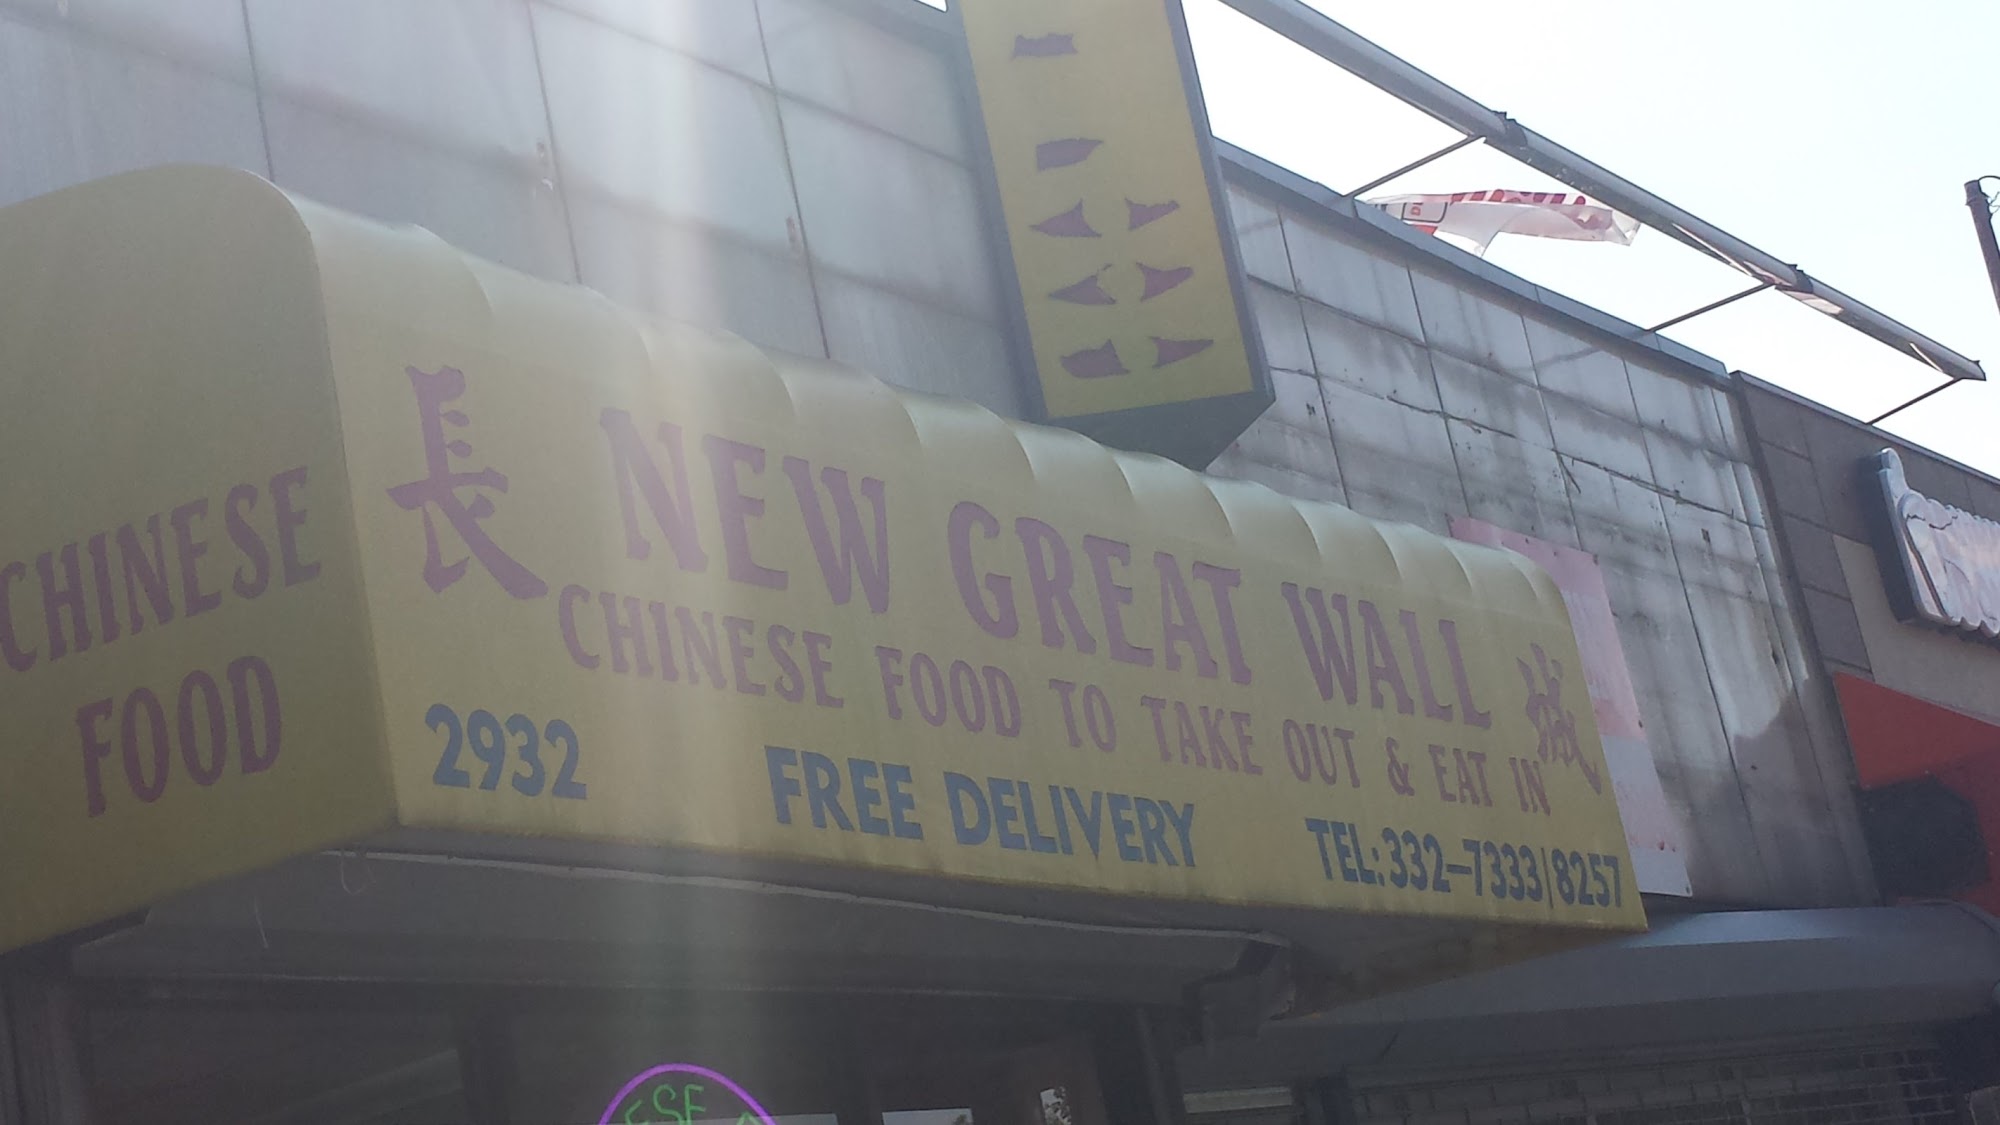 長 NEW GREAT WALL 城
CHINESE FOOD TO TAKE OUT & EAT IN
2932 FREE DELIVERY TEL: 332-7333/8257
CHINESE
FOOD
ESE